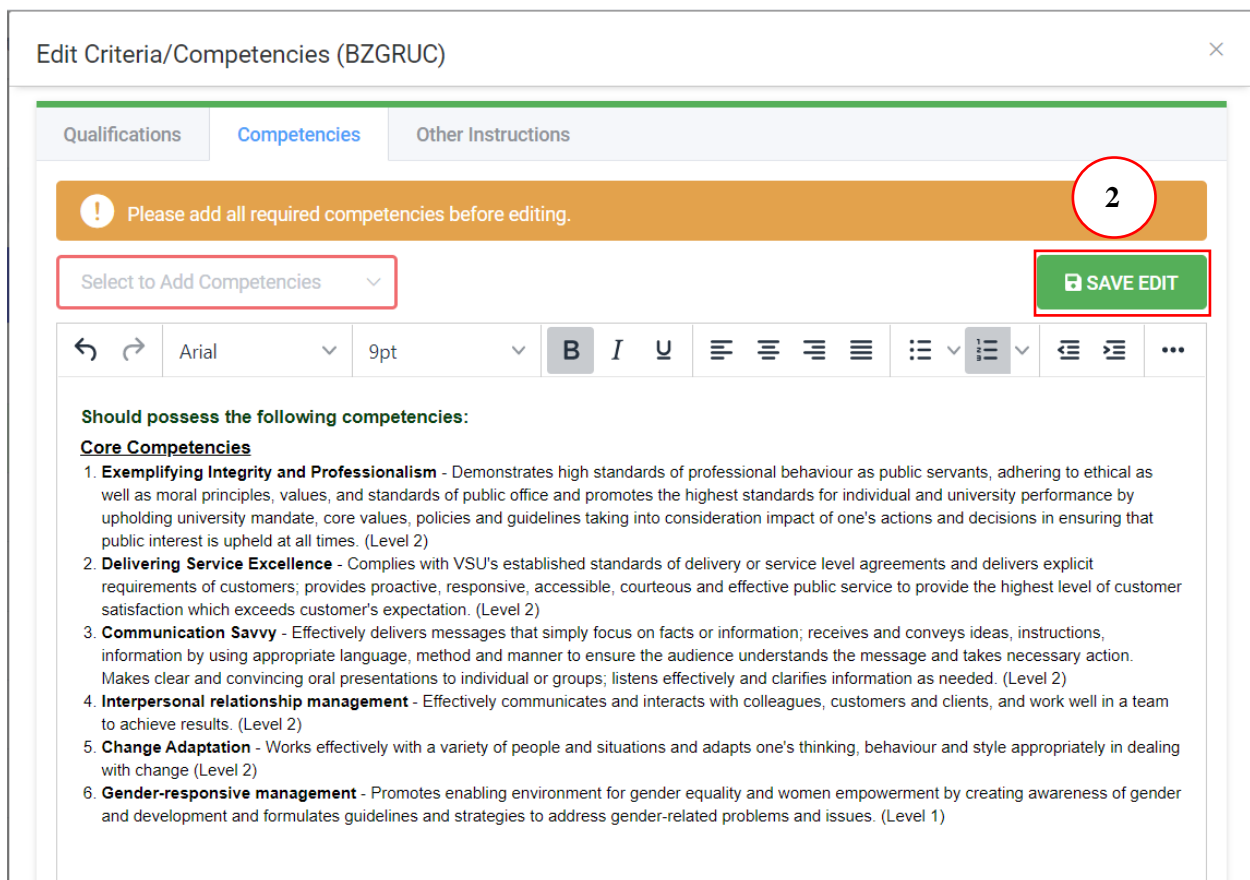 Edit Criteria/Competencies (BZGRUC)
Qualifications Competencies Other Instructions
2
Please add all required competencies before editing.
Select to Add Competencies
SAVE EDIT
Arial 9pt B I U
Should possess the following competencies:
Core Competencies
1. Exemplifying Integrity and Professionalism - Demonstrates high standards of professional behaviour as public servants, adhering to ethical as
well as moral principles, values, and standards of public office and promotes the highest standards for individual and university performance by
upholding university mandate, core values, policies and guidelines taking into consideration impact of one's actions and decisions in ensuring that
public interest is upheld at all times. (Level 2)
2. Delivering Service Excellence - Complies with VSU's established standards of delivery or service level agreements and delivers explicit
requirements of customers; provides proactive, responsive, accessible, courteous and effective public service to provide the highest level of customer
satisfaction which exceeds customer's expectation. (Level 2)
3. Communication Savvy - Effectively delivers messages that simply focus on facts or information; receives and conveys ideas, instructions,
information by using appropriate language, method and manner to ensure the audience understands the message and takes necessary action.
Makes clear and convincing oral presentations to individual or groups; listens effectively and clarifies information as needed. (Level 2)
4. Interpersonal relationship management - Effectively communicates and interacts with colleagues, customers and clients, and work well in a team
to achieve results. (Level 2)
5. Change Adaptation - Works effectively with a variety of people and situations and adapts one's thinking, behaviour and style appropriately in dealing
with change (Level 2)
6. Gender-responsive management - Promotes enabling environment for gender equality and women empowerment by creating awareness of gender
and development and formulates guidelines and strategies to address gender-related problems and issues. (Level 1)